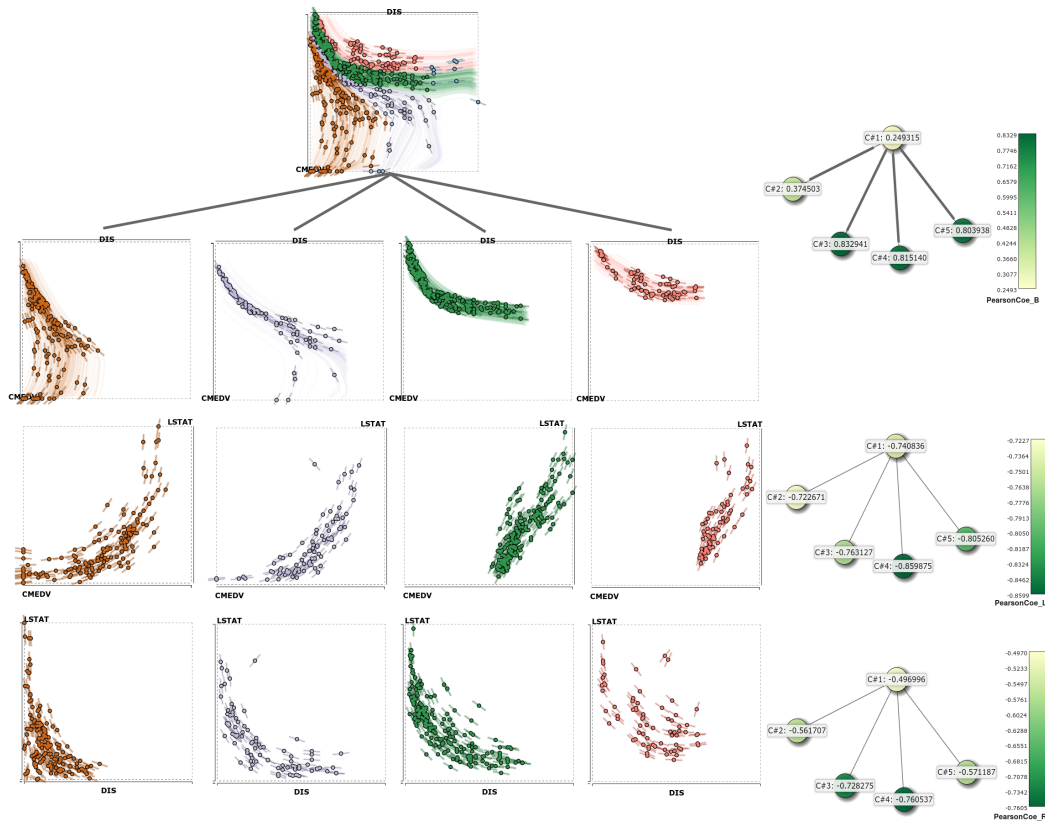 DIS
CMEDV
DIS
CMEDV
DIS
CMEDV
DIS
CMEDV
DIS
CMEDV
LSTAT
CMEDV
LSTAT
CMEDV
LSTAT
CMEDV
LSTAT
CMEDV
LSTAT
DIS
LSTAT
DIS
LSTAT
DIS
LSTAT
DIS
C#1: 0.249315
C#2: 0.374503
C#3: 0.832941
C#4: 0.815140
C#5: 0.803938
0.8329
0.7746
0.7162
0.6579
0.5995
0.5411
0.4828
0.4244
0.3660
0.3077
0.2493
PearsonCoe_B
C#1: -0.740836
C#2: -0.722671
C#3: -0.763127
C#4: -0.859875
C#5: -0.805260
-0.7227
-0.7364
-0.7501
-0.7638
-0.7776
-0.7913
-0.8050
-0.8187
-0.8324
-0.8462
-0.8599
PearsonCoe_L
C#1: -0.496996
C#2: -0.561707
C#3: -0.728275
C#4: -0.760537
C#5: -0.571187
-0.4970
-0.5233
-0.5497
-0.5761
-0.6024
-0.6288
-0.6551
-0.6815
-0.7078
-0.7342
-0.7605
PearsonCoe_R